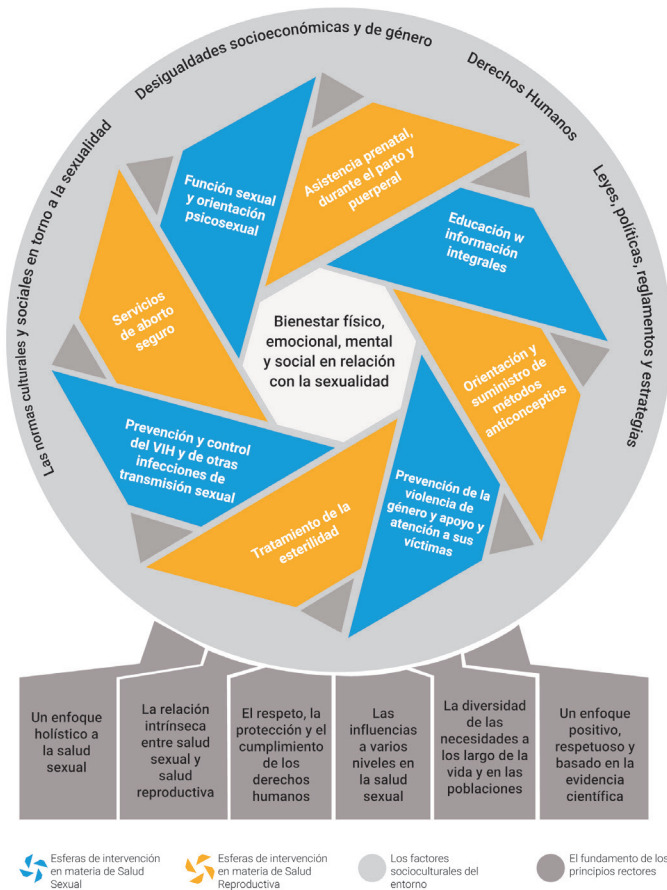 Desigualdades socioeconómicas y de género
Derechos Humanos
Leyes, políticas, reglamentos y estrategias
Las normas culturales y sociales en torno a la sexualidad
Función sexual
y orientación
psicosexual
Asistencia prenatal,
durante el parto y
puerperal
Educación w
información
integrales
Servicios
de aborto
seguro
Bienestar físico,
emocional, mental
y social en relación
con la sexualidad
Orientación y
suministro de
métodos
anticonceptios
Prevención y control
del VIH y de otras
infecciones de
transmisión sexual
Prevención de la
violencia de
género y apoyo y
atención a sus
víctimas
Tratamiento de la
esterilidad
Un enfoque
holístico a
la salud
sexual
La relación
intrínseca
entre salud
sexual y
salud
reproductiva
El respeto, la
protección y el
cumplimiento
de los
derechos
humanos
Las
influencias
a varios
niveles en
la salud
sexual
La diversidad
de las
necesidades a
los largo de la
vida y en las
poblaciones
Un enfoque
positivo,
respetuoso y
basado en la
evidencia
científica
Esferas de intervención
en materia de Salud
Sexual
Esferas de intervención
en materia de Salud
Reproductiva
Los factores
socioculturales del
entorno
El fundamento de los
principios rectores